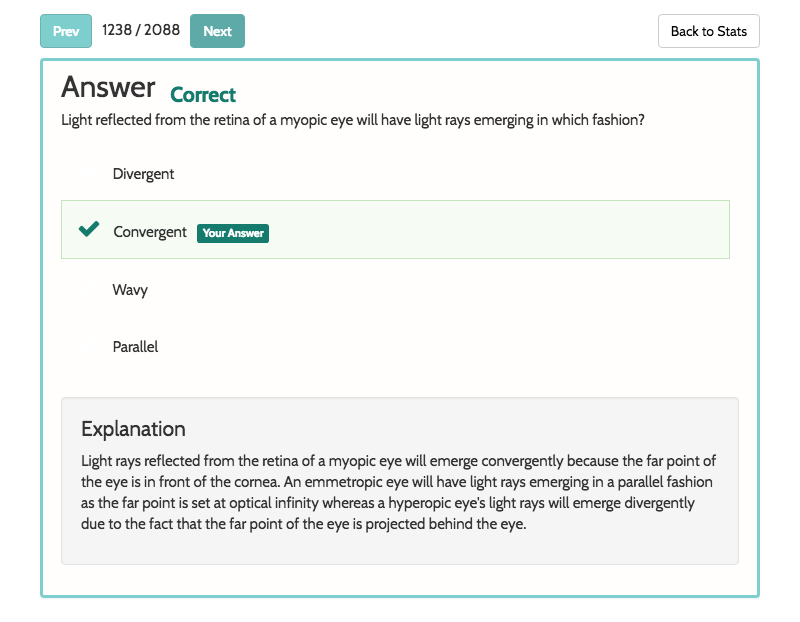 Prev 1238 / 2088 Next Back to Stats
Answer Correct
Light reflected from the retina of a myopic eye will have light rays emerging in which fashion?
Divergent
Convergent Your Answer
Wavy
Parallel
Explanation
Light rays reflected from the retina of a myopic eye will emerge convergently because the far point of
the eye is in front of the cornea. An emmetropic eye will have light rays emerging in a parallel fashion
as the far point is set at optical infinity whereas a hyperopic eye's light rays will emerge divergently
due to the fact that the far point of the eye is projected behind the eye.